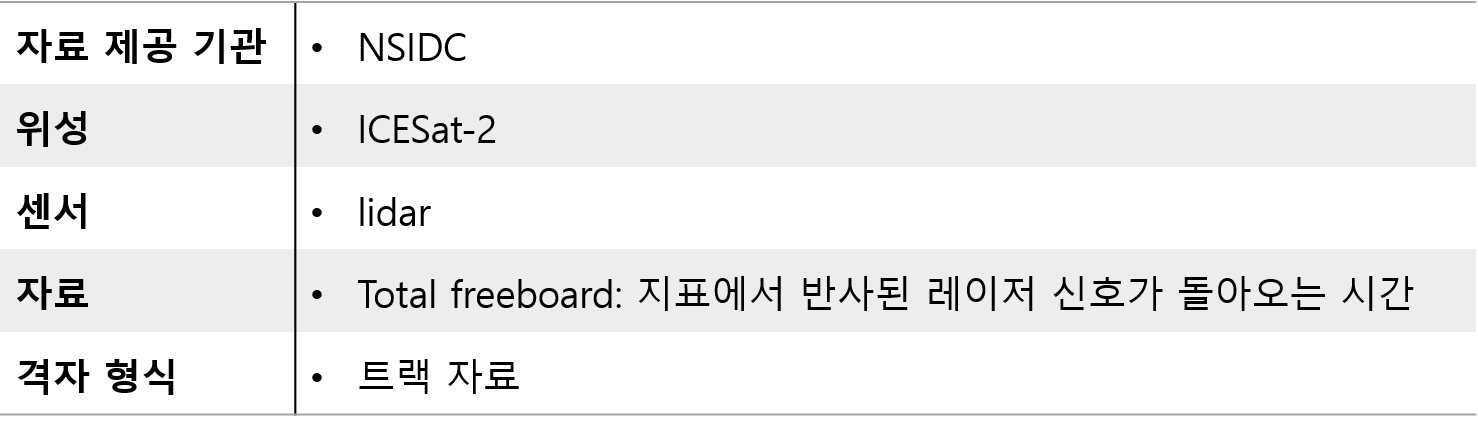 자료 제공 기관 • NSIDC
위성 • ICESat-2
센서 • lidar
자료 • Total freeboard: 지표에서 반사된 레이저 신호가 돌아오는 시간
격자 형식 • 트랙 자료